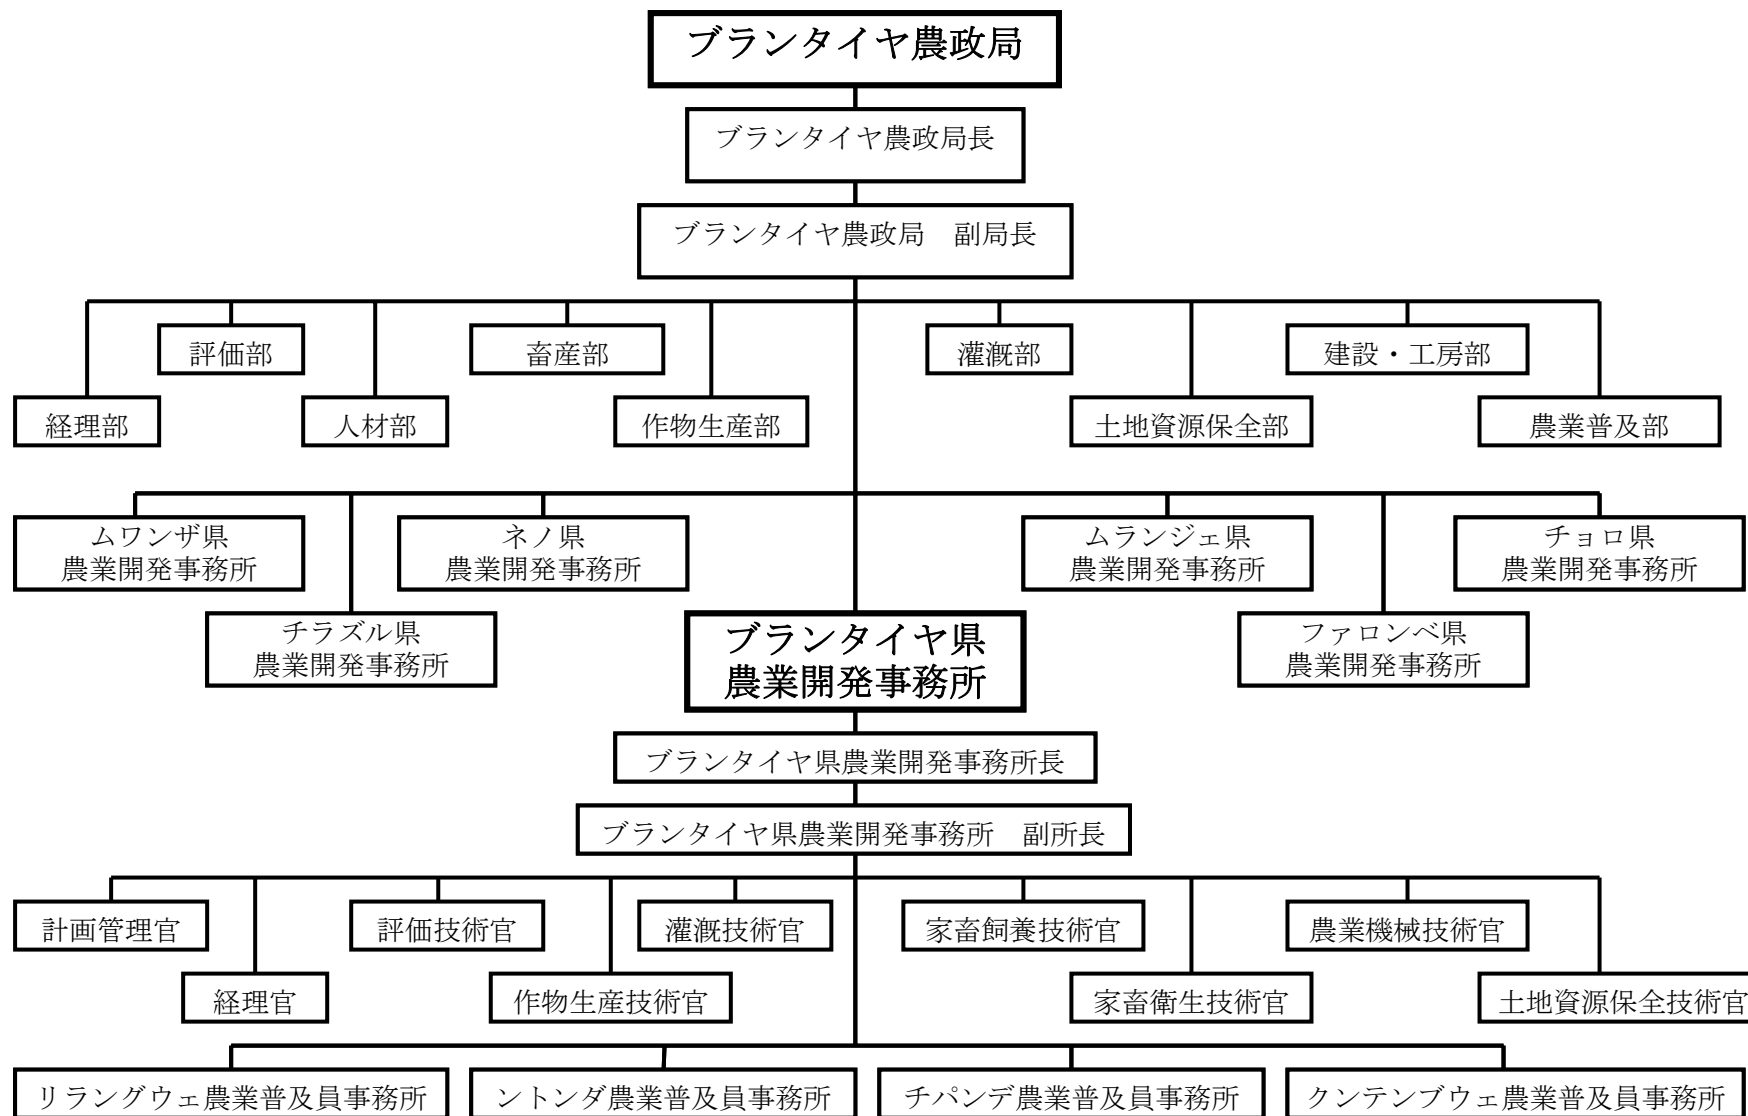 ブランタイヤ農政局
ブランタイヤ農政局長
ブランタイヤ農政局　副局長
評価部
畜産部
灌漑部
建設・工房部
経理部
人材部
作物生産部
土地資源保全部
農業普及部
ムワンザ県
農業開発事務所
ネノ県
農業開発事務所
ムランジェ県
農業開発事務所
チョロ県
農業開発事務所
チラズル県
農業開発事務所
ブランタイヤ県
農業開発事務所
ファロンベ県
農業開発事務所
ブランタイヤ県農業開発事務所長
ブランタイヤ県農業開発事務所　副所長
計画管理官
評価技術官
灌漑技術官
家畜飼養技術官
農業機械技術官
経理官
作物生産技術官
家畜衛生技術官
土地資源保全技術官
リラングウェ農業普及員事務所
ントンダ農業普及員事務所
チパンデ農業普及員事務所
クンテンブウェ農業普及員事務所